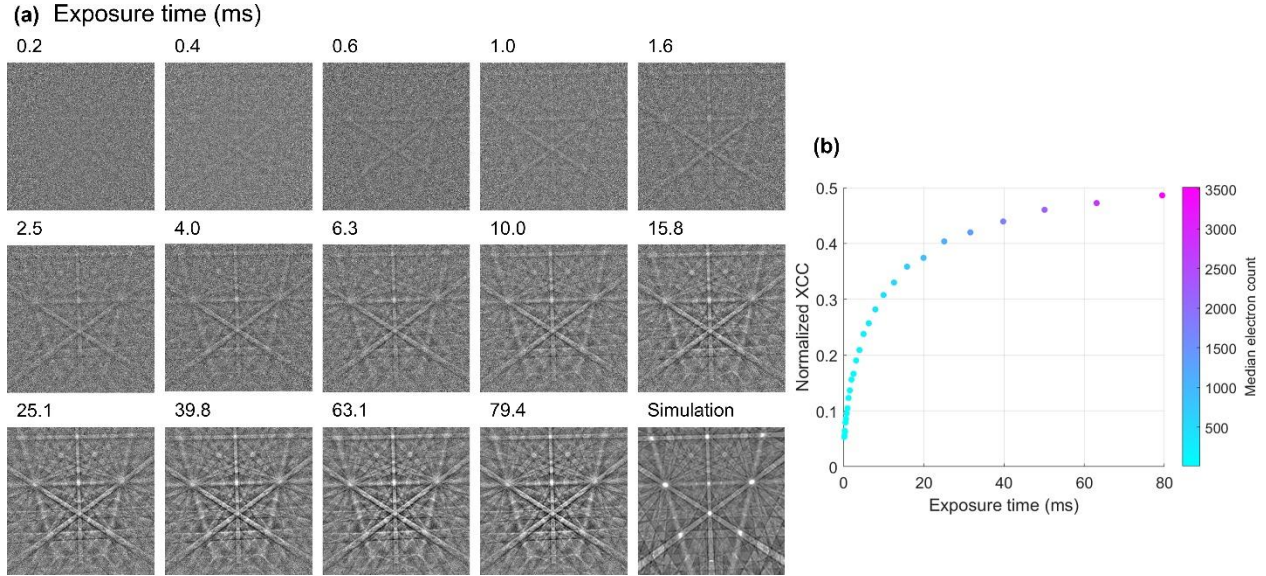 (a) Exposure time (ms)
0.2 0.4 0.6 1.0 1.6
2.5 4.0 6.3 10.0 15.8
25.1 39.8 63.1 79.4 Simulation
(b)
0.5
0.4
0.3
0.2
0.1
0
Normalized XCC
0 20 40 60 80
Exposure time (ms)
3500
3000
2500
2000
1500
1000
500
Median electron count